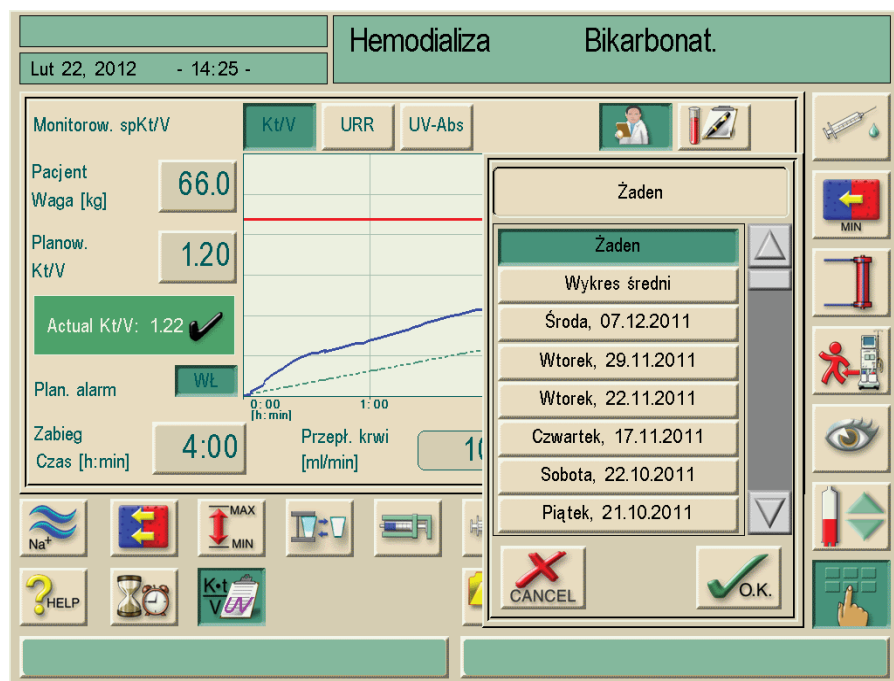 Hemodializa Bikarbonat.
Lut 22, 2012 - 14:25 -
Monitorow. spKt/V
Kt/V
URR
UV-Abs
Pacjent
Waga [kg]
66.0
Planow.
Kt/V
1.20
Actual Kt/V: 1.22
Plan. alarm
WŁ
0:00
[h:min]
1:00
Zabieg
Czas [h:min]
4:00
Przepł. krwi
[ml/min]
Żaden
Żaden
Wykres średni
Środa, 07.12.2011
Wtorek, 29.11.2011
Wtorek, 22.11.2011
Czwartek, 17.11.2011
Sobota, 22.10.2011
Piątek, 21.10.2011
CANCEL
O.K.
MIN
Na+
MAX
MIN
HELP
K•t
V
UV